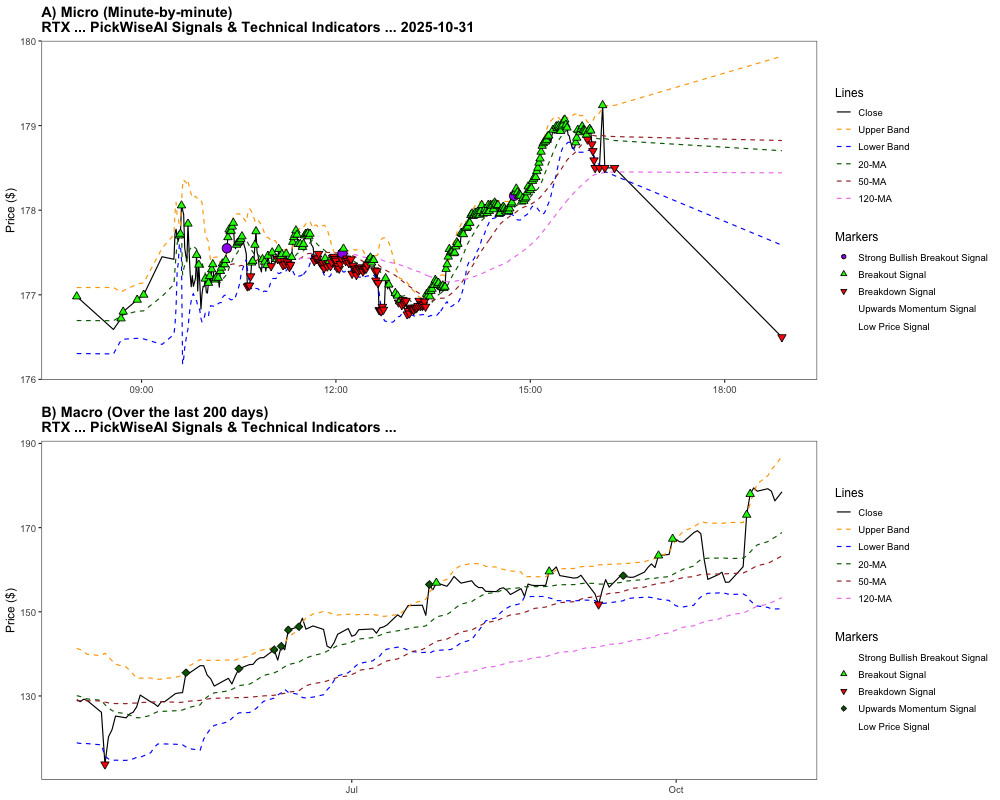 A) Micro (Minute-by-minute)
RTX ... PickWiseAI Signals & Technical Indicators ... 2025-10-31
180
179
178
177
176
Price ($)
09:00
12:00
15:00
18:00
Lines
Close
Upper Band
Lower Band
20-MA
50-MA
120-MA
Markers
Strong Bullish Breakout Signal
Breakout Signal
Breakdown Signal
Upwards Momentum Signal
Low Price Signal
B) Macro (Over the last 200 days)
RTX ... PickWiseAI Signals & Technical Indicators ...
190
170
150
130
Price ($)
Jul
Oct
Lines
Close
Upper Band
Lower Band
20-MA
50-MA
120-MA
Markers
Strong Bullish Breakout Signal
Breakout Signal
Breakdown Signal
Upwards Momentum Signal
Low Price Signal